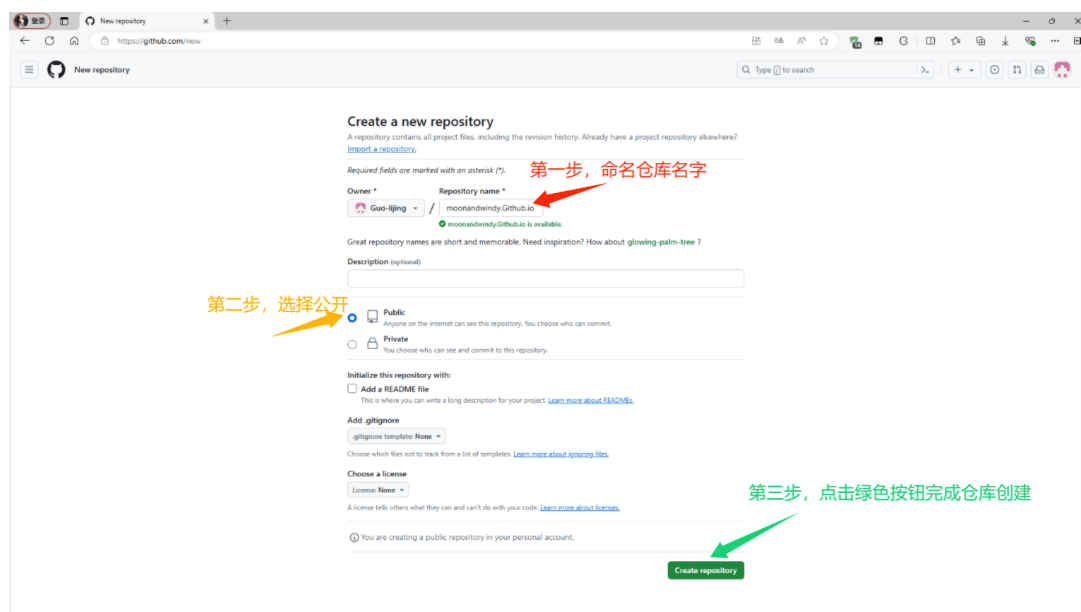 登录
New repository
https://github.com/new
New repository
Type / to search
Create a new repository
A repository contains all project files, including the revision history. Already have a project repository elsewhere?
Import a repository.
Required fields are marked with an asterisk (*).
第一步，命名仓库名字
Owner * Repository name *
Guo-lijing / moonandwindy.Github.io
moonandwindy.Github.io is available.
Great repository names are short and memorable. Need inspiration? How about glowing-palm-tree ?
Description (optional)
第二步，选择公开
Public
Anyone on the internet can see this repository. You choose who can commit.
Private
You choose who can see and commit to this repository.
Initialize this repository with:
Add a README file
This is where you can write a long description for your project. Learn more about READMEs.
Add .gitignore
.gitignore template: None
Choose which files not to track from a list of templates. Learn more about ignoring files.
Choose a license
License: None
第三步，点击绿色按钮完成仓库创建
A license tells others what they can and can't do with your code. Learn more about licenses.
You are creating a public repository in your personal account.
Create repository